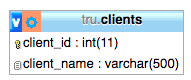 v tru.clients
client_id : int(11)
client_name : varchar(500)